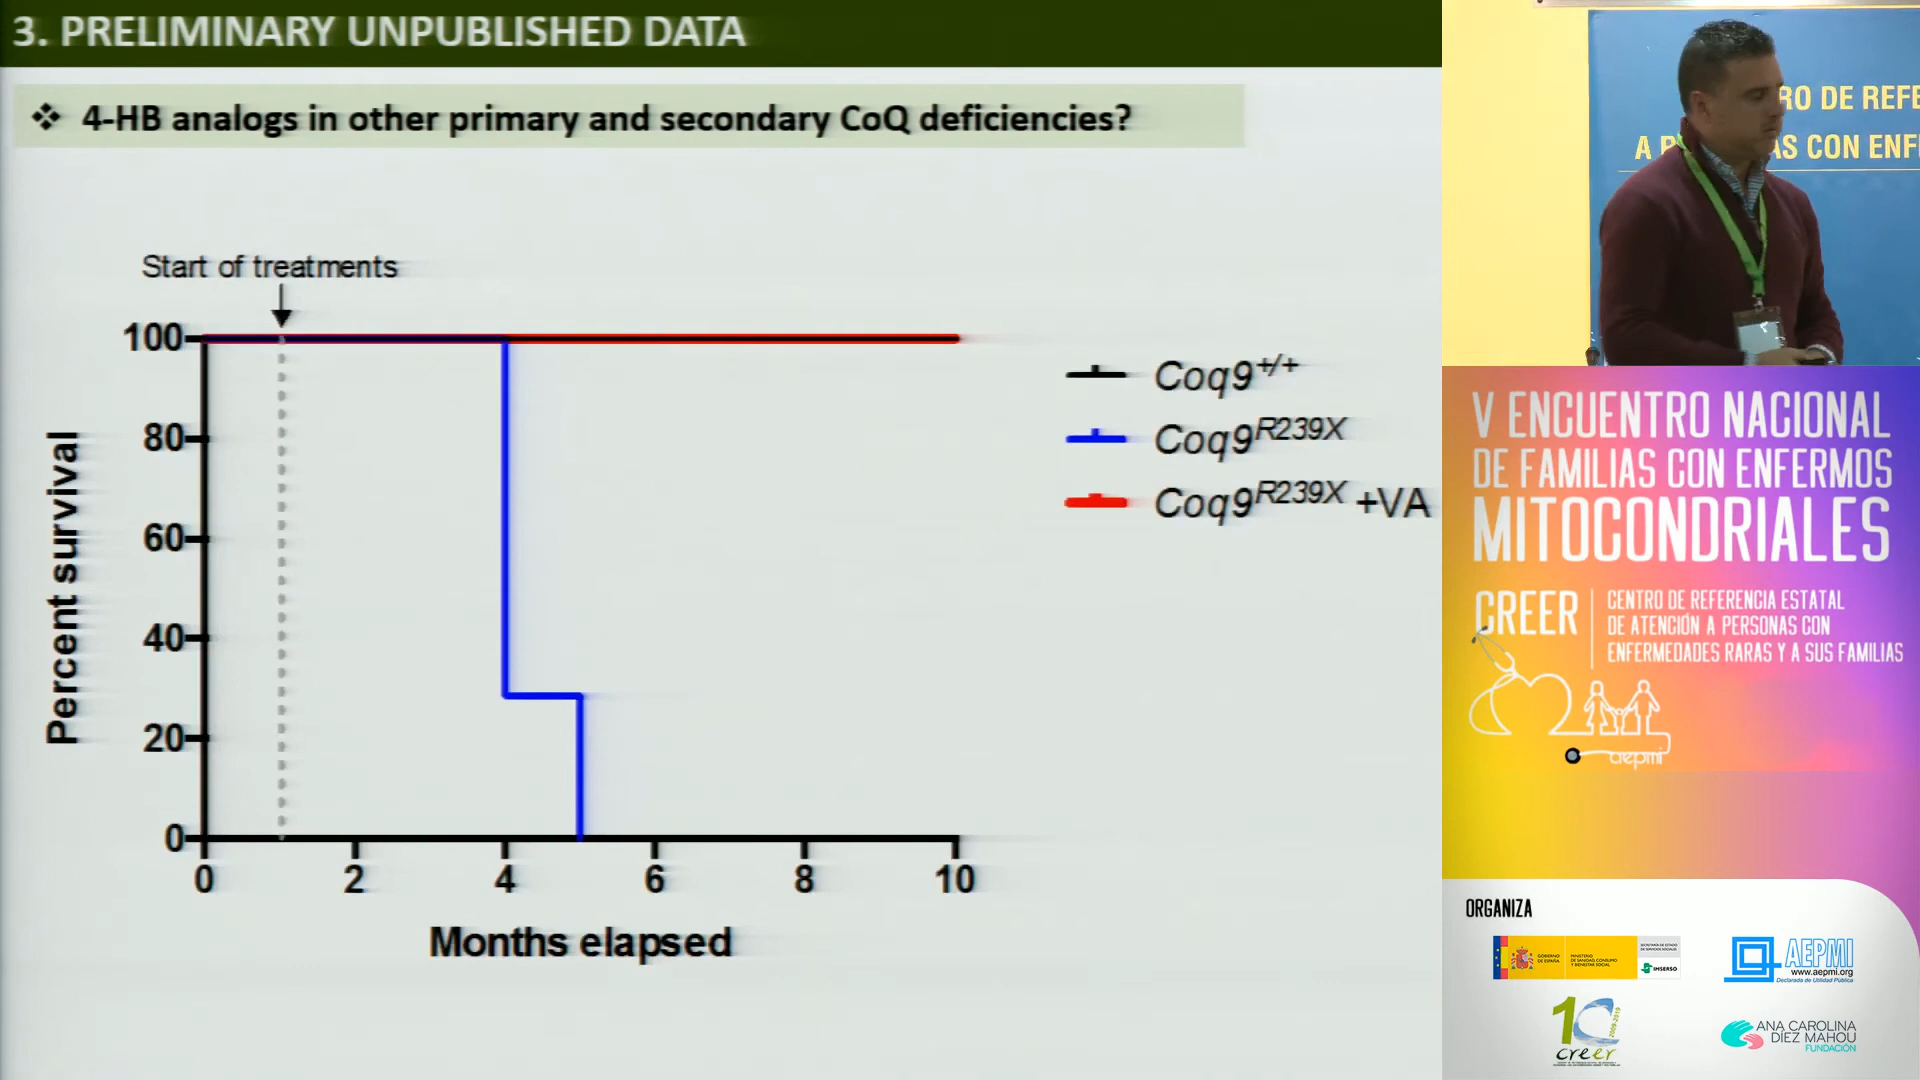 3. PRELIMINARY UNPUBLISHED DATA
❖ 4-HB analogs in other primary and secondary CoQ deficiencies?
Start of treatments
Percent survival
100
80
60
40
20
0
0 2 4 6 8 10
Months elapsed
Coq9+/+
Coq9R239X
Coq9R239X +VA
RO DE REFE
A P AS CON ENF
V ENCUENTRO NACIONAL
DE FAMILIAS CON ENFERMOS
MITOCONDRIALES
CREER
CENTRO DE REFERENCIA ESTATAL
DE ATENCIÓN A PERSONAS CON
ENFERMEDADES RARAS Y A SUS FAMILIAS
aepmi
ORGANIZA
GOBIERNO DE ESPAÑA
MINISTERIO DE SANIDAD, CONSUMO Y BIENESTAR SOCIAL
SECRETARÍA DE ESTADO DE SERVICIOS SOCIALES
IMSERSO
AEPMI
www.aepmi.org
Declarada de Utilidad Pública
10
2009-2019
creer
ANA CAROLINA
DÍEZ MAHOU
FUNDACIÓN